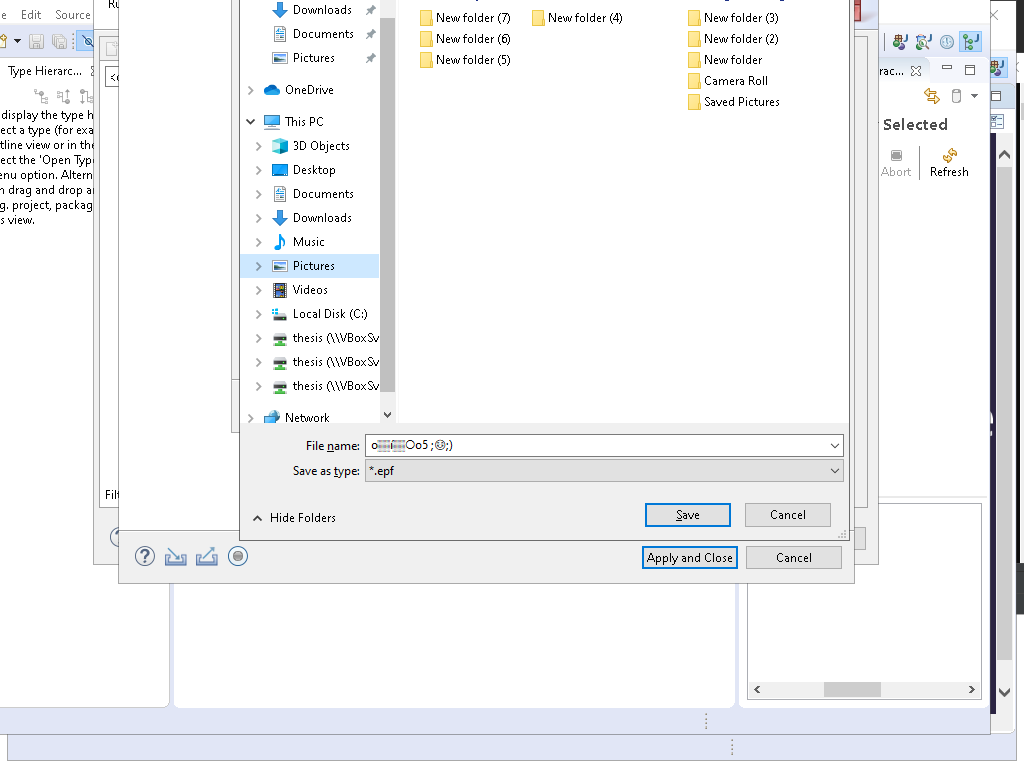 Edit Source
Type Hierarc...
display the type h
ect a type (for exa
tline view or in the
ect the 'Open Type
enu option. Altern
n drag and drop a
g. project, packag
s view.
Downloads
Documents
Pictures
OneDrive
This PC
3D Objects
Desktop
Documents
Downloads
Music
Pictures
Videos
Local Disk (C:)
thesis (\\VBoxSv
thesis (\\VBoxSv
thesis (\\VBoxSv
Network
New folder (7)
New folder (6)
New folder (5)
New folder (4)
New folder (3)
New folder (2)
New folder
Camera Roll
Saved Pictures
File name:
Save as type: *.epf
Hide Folders
Save Cancel
Apply and Close Cancel
rac...
Selected
Abort Refresh